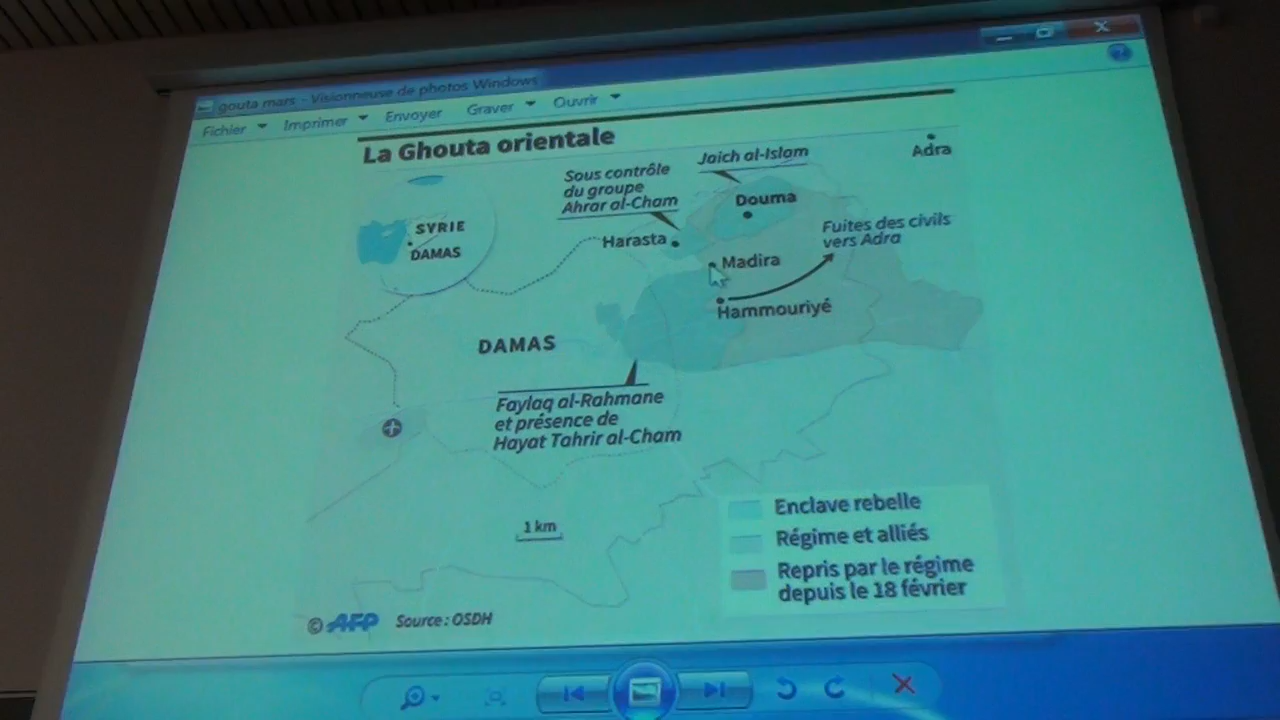 gouta mars - Visionneuse de photos Windows
Fichier Imprimer Envoyer Graver Ouvrir
La Ghouta orientale
SYRIE
DAMAS
Sous contrôle
du groupe
Ahrar al-Cham
Jaich al-Islam
Adra
Douma
Harasta
Fuites des civils
vers Adra
Madira
Hammouriyé
DAMAS
Faylaq al-Rahmane
et présence de
Hayat Tahrir al-Cham
1 km
Enclave rebelle
Régime et alliés
Repris par le régime
depuis le 18 février
© AFP Source : OSDH